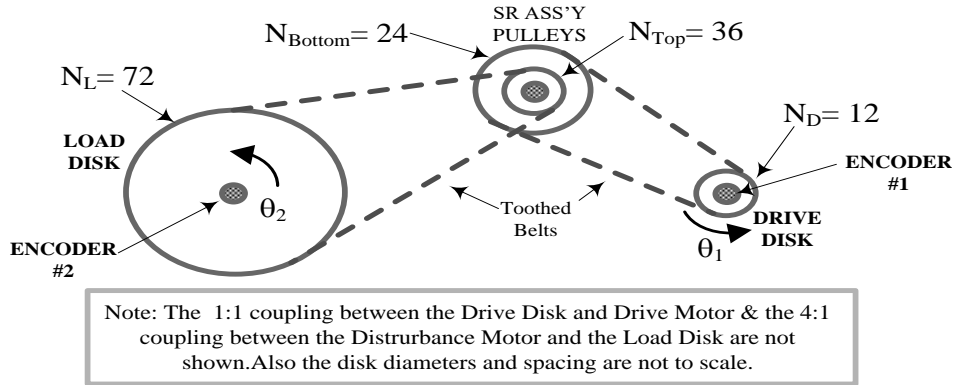 SR ASS'Y
PULLEYS
N_Bottom= 24
N_Top= 36
N_L= 72
N_D= 12
LOAD
DISK
ENCODER
#1
θ_2
Toothed
Belts
DRIVE
DISK
θ_1
ENCODER
#2
Note: The 1:1 coupling between the Drive Disk and Drive Motor & the 4:1
coupling between the Distrurbance Motor and the Load Disk are not
shown.Also the disk diameters and spacing are not to scale.